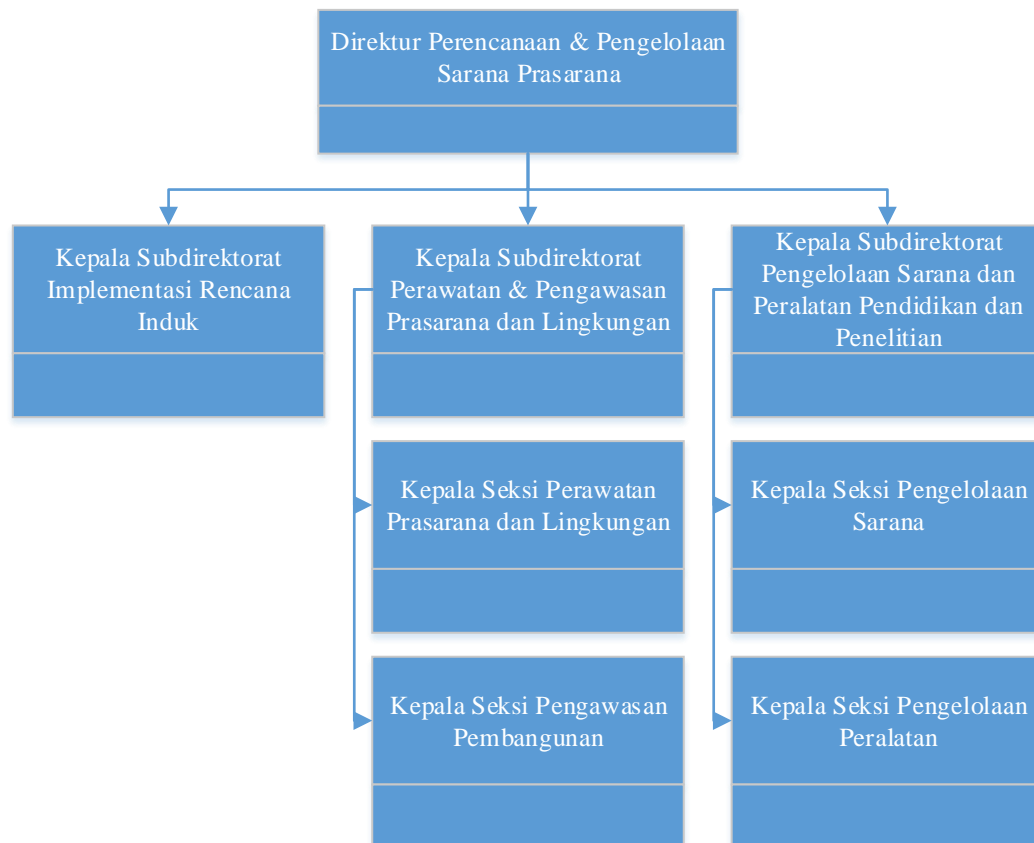 Direktur Perencanaan & Pengelolaan
Sarana Prasarana
Kepala Subdirektorat
Implementasi Rencana
Induk
Kepala Subdirektorat
Perawatan & Pengawasan
Prasarana dan Lingkungan
Kepala Subdirektorat
Pengelolaan Sarana dan
Peralatan Pendidikan dan
Penelitian
Kepala Seksi Perawatan
Prasarana dan Lingkungan
Kepala Seksi Pengelolaan
Sarana
Kepala Seksi Pengawasan
Pembangunan
Kepala Seksi Pengelolaan
Peralatan